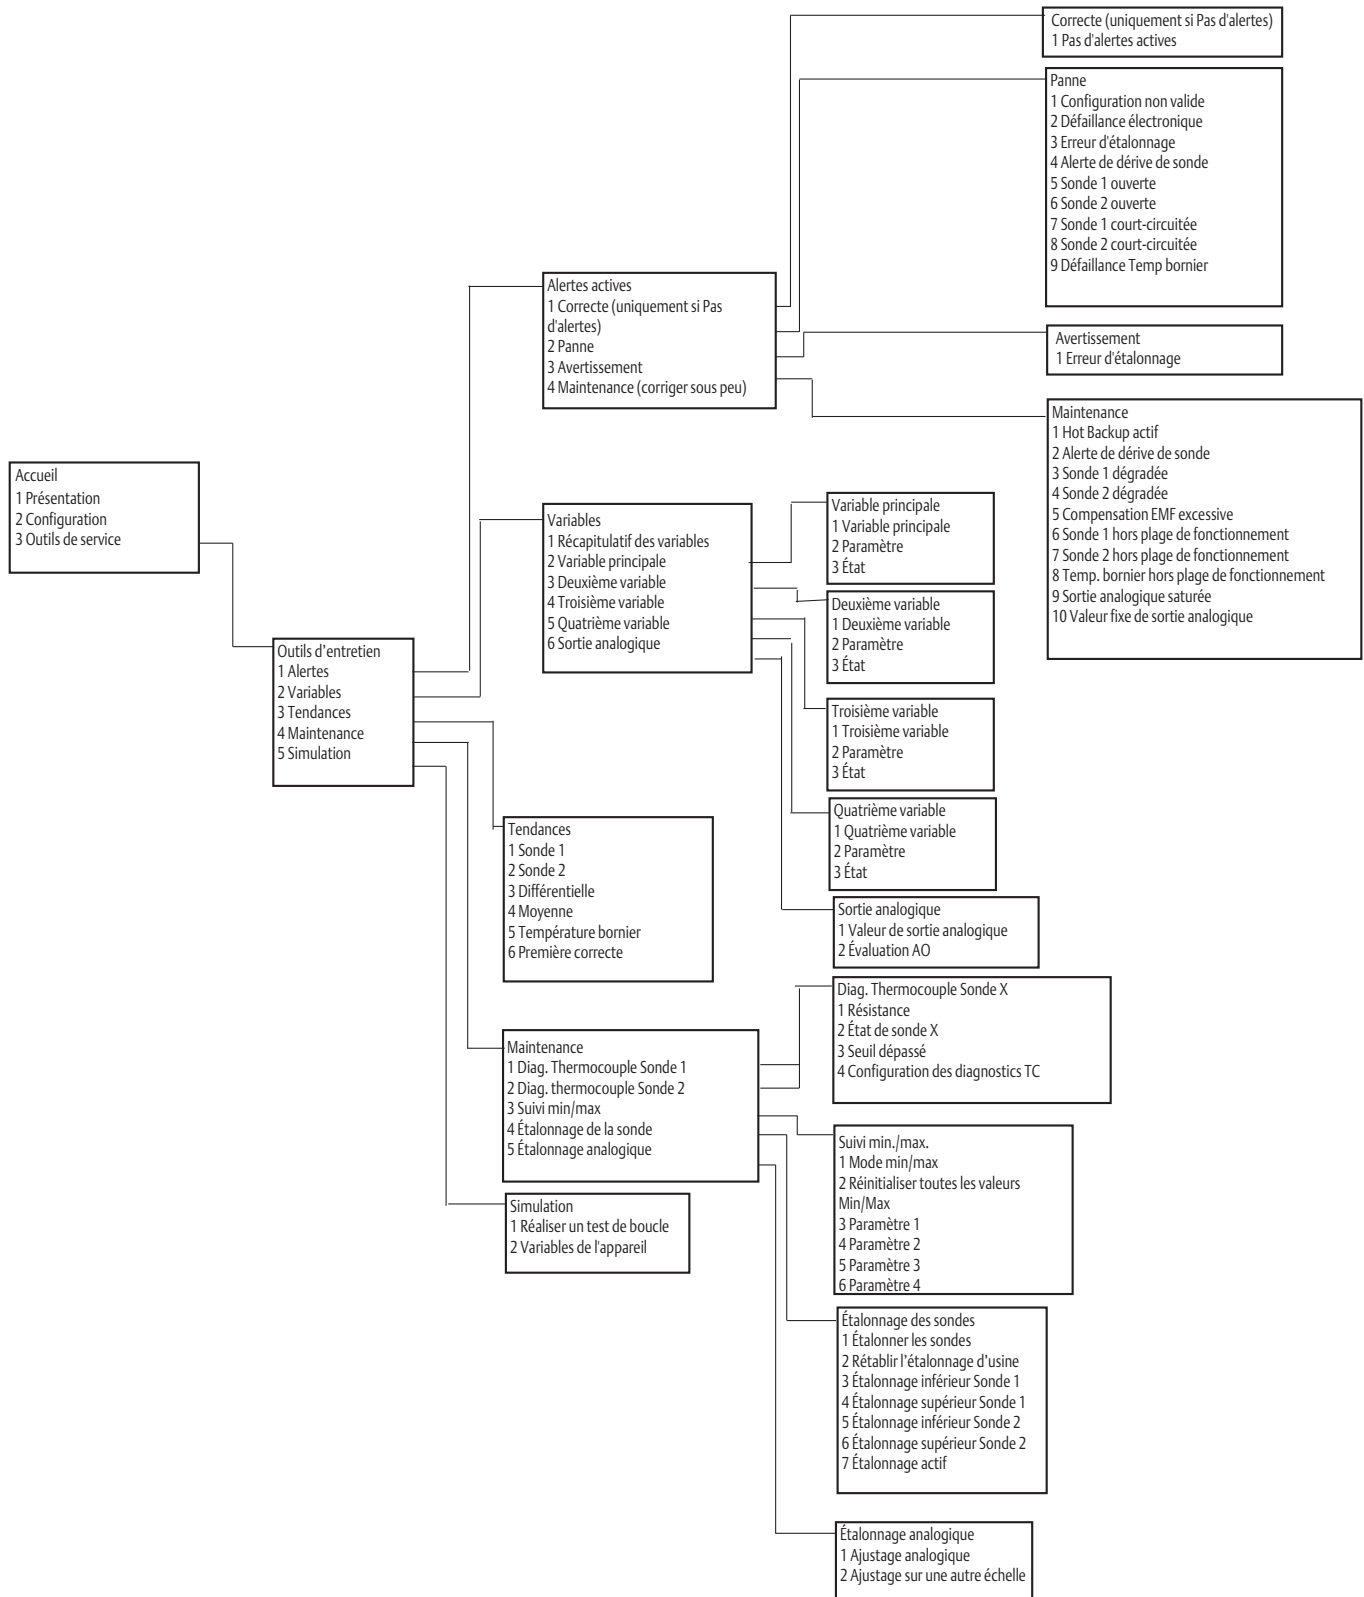 Accueil
1 Présentation
2 Configuration
3 Outils de service
Outils d’entretien
1 Alertes
2 Variables
3 Tendances
4 Maintenance
5 Simulation
Alertes actives
1 Correcte (uniquement si Pas
d'alertes)
2 Panne
3 Avertissement
4 Maintenance (corriger sous peu)
Variables
1 Récapitulatif des variables
2 Variable principale
3 Deuxième variable
4 Troisième variable
5 Quatrième variable
6 Sortie analogique
Tendances
1 Sonde 1
2 Sonde 2
3 Différentielle
4 Moyenne
5 Température bornier
6 Première correcte
Maintenance
1 Diag. Thermocouple Sonde 1
2 Diag. thermocouple Sonde 2
3 Suivi min/max
4 Étalonnage de la sonde
5 Étalonnage analogique
Simulation
1 Réaliser un test de boucle
2 Variables de l'appareil
Correcte (uniquement si Pas d'alertes)
1 Pas d'alertes actives
Panne
1 Configuration non valide
2 Défaillance électronique
3 Erreur d'étalonnage
4 Alerte de dérive de sonde
5 Sonde 1 ouverte
6 Sonde 2 ouverte
7 Sonde 1 court-circuitée
8 Sonde 2 court-circuitée
9 Défaillance Temp bornier
Avertissement
1 Erreur d'étalonnage
Maintenance
1 Hot Backup actif
2 Alerte de dérive de sonde
3 Sonde 1 dégradée
4 Sonde 2 dégradée
5 Compensation EMF excessive
6 Sonde 1 hors plage de fonctionnement
7 Sonde 2 hors plage de fonctionnement
8 Temp. bornier hors plage de fonctionnement
9 Sortie analogique saturée
10 Valeur fixe de sortie analogique
Variable principale
1 Variable principale
2 Paramètre
3 État
Deuxième variable
1 Deuxième variable
2 Paramètre
3 État
Troisième variable
1 Troisième variable
2 Paramètre
3 État
Quatrième variable
1 Quatrième variable
2 Paramètre
3 État
Sortie analogique
1 Valeur de sortie analogique
2 Évaluation AO
Diag. Thermocouple Sonde X
1 Résistance
2 État de sonde X
3 Seuil dépassé
4 Configuration des diagnostics TC
Suivi min./max.
1 Mode min/max
2 Réinitialiser toutes les valeurs
Min/Max
3 Paramètre 1
4 Paramètre 2
5 Paramètre 3
6 Paramètre 4
Étalonnage des sondes
1 Étalonner les sondes
2 Rétablir l’étalonnage d’usine
3 Étalonnage inférieur Sonde 1
4 Étalonnage supérieur Sonde 1
5 Étalonnage inférieur Sonde 2
6 Étalonnage supérieur Sonde 2
7 Étalonnage actif
Étalonnage analogique
1 Ajustage analogique
2 Ajustage sur une autre échelle